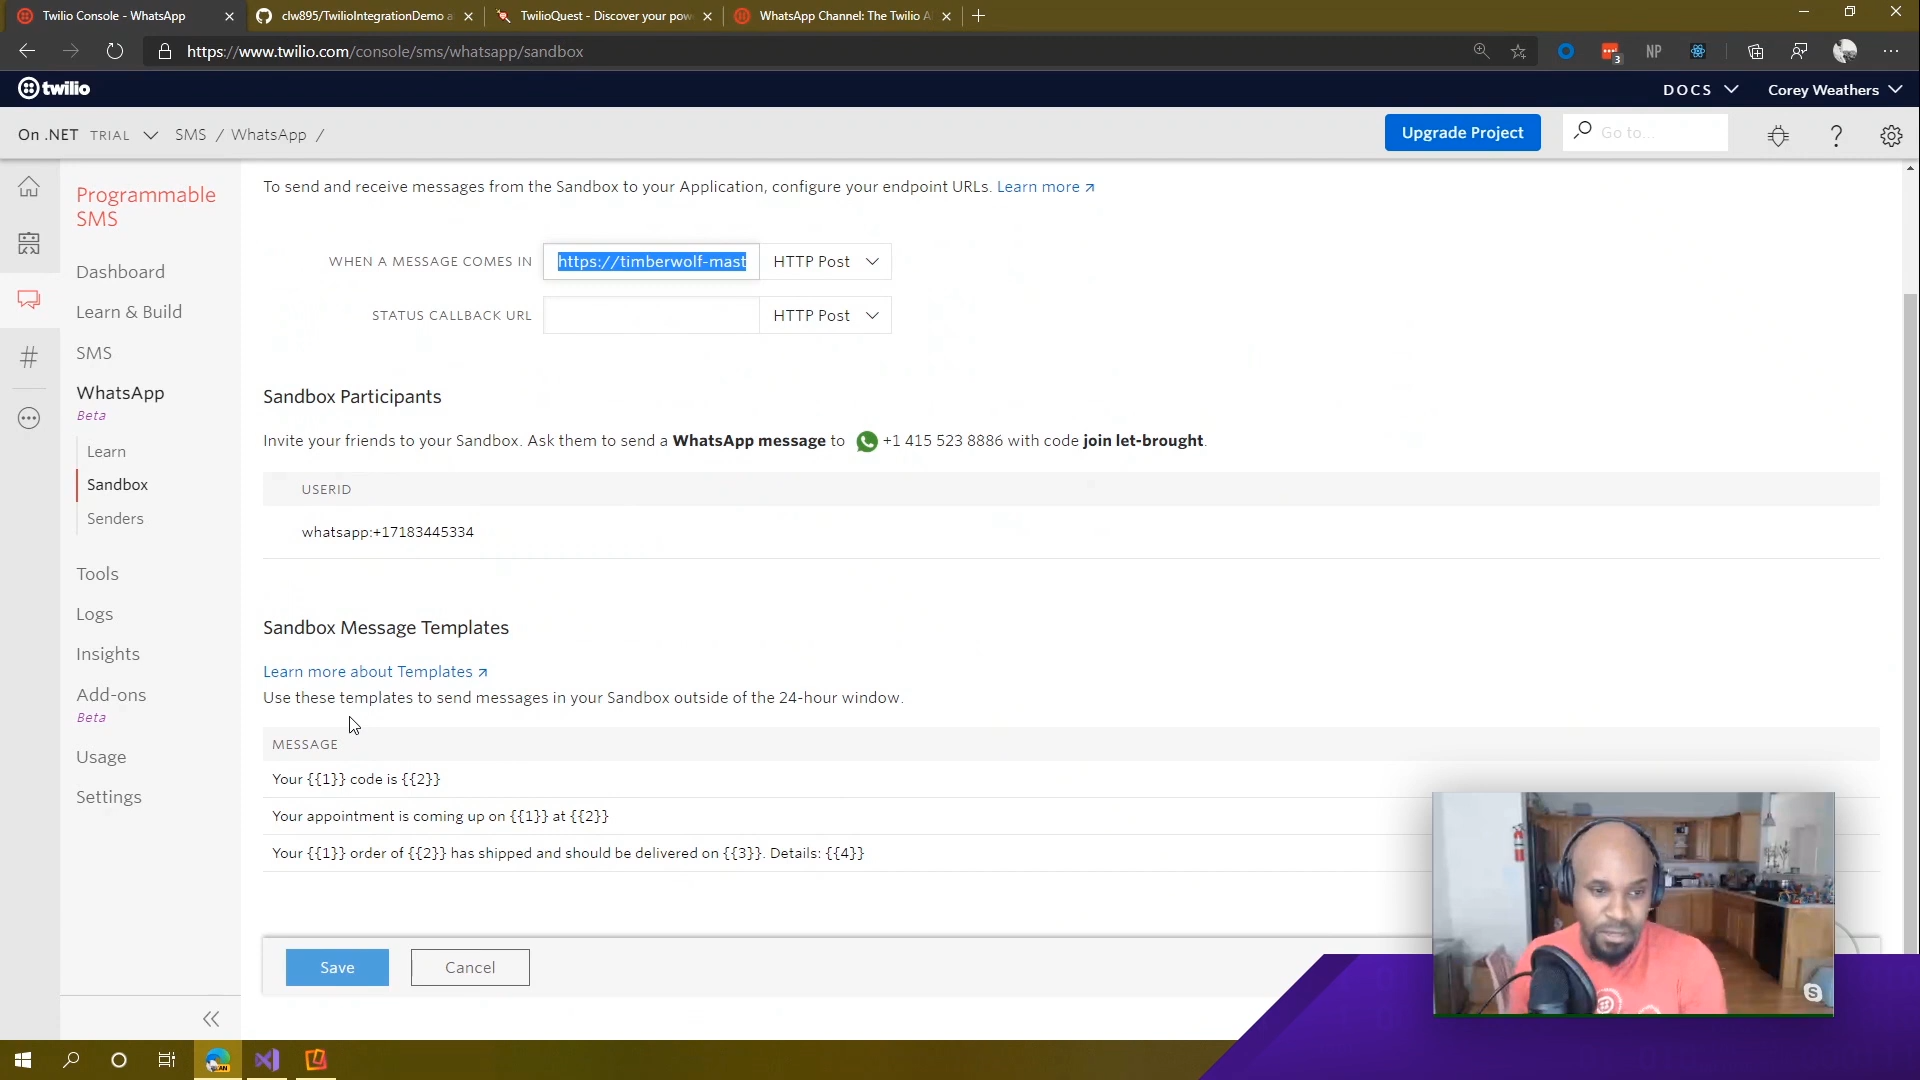 Twilio Console - WhatsApp
clw895/TwilioIntegrationDemo a
TwilioQuest - Discover your pow
WhatsApp Channel: The Twilio A
https://www.twilio.com/console/sms/whatsapp/sandbox
3
NP
twilio
DOCS
Corey Weathers
On .NET TRIAL
SMS / WhatsApp /
Upgrade Project
Go to...
Programmable
SMS
Dashboard
Learn & Build
SMS
WhatsApp
Beta
Learn
Sandbox
Senders
Tools
Logs
Insights
Add-ons
Beta
Usage
Settings
To send and receive messages from the Sandbox to your Application, configure your endpoint URLs. Learn more
WHEN A MESSAGE COMES IN
https://timberwolf-mast
HTTP Post
STATUS CALLBACK URL
HTTP Post
Sandbox Participants
Invite your friends to your Sandbox. Ask them to send a WhatsApp message to +1 415 523 8886 with code join let-brought.
USERID
whatsapp:+17183445334
Sandbox Message Templates
Learn more about Templates
Use these templates to send messages in your Sandbox outside of the 24-hour window.
MESSAGE
Your {{1}} code is {{2}}
Your appointment is coming up on {{1}} at {{2}}
Your {{1}} order of {{2}} has shipped and should be delivered on {{3}}. Details: {{4}}
Save
Cancel